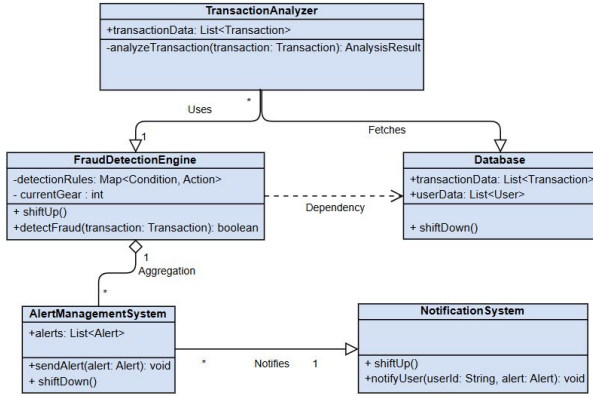 TransactionAnalyzer
+transactionData: List<Transaction>
-analyzeTransaction(transaction: Transaction): AnalysisResult
*
Uses
1
Fetches
FraudDetectionEngine
-detectionRules: Map<Condition, Action>
- currentGear : int
+ shiftUp()
+detectFraud(transaction: Transaction): boolean
Dependency
Database
+transactionData: List<Transaction>
+userData: List<User>
+ shiftDown()
1
Aggregation
*
AlertManagementSystem
+alerts: List<Alert>
+sendAlert(alert: Alert): void
+ shiftDown()
* Notifies 1
NotificationSystem
+ shiftUp()
+notifyUser(userId: String, alert: Alert): void